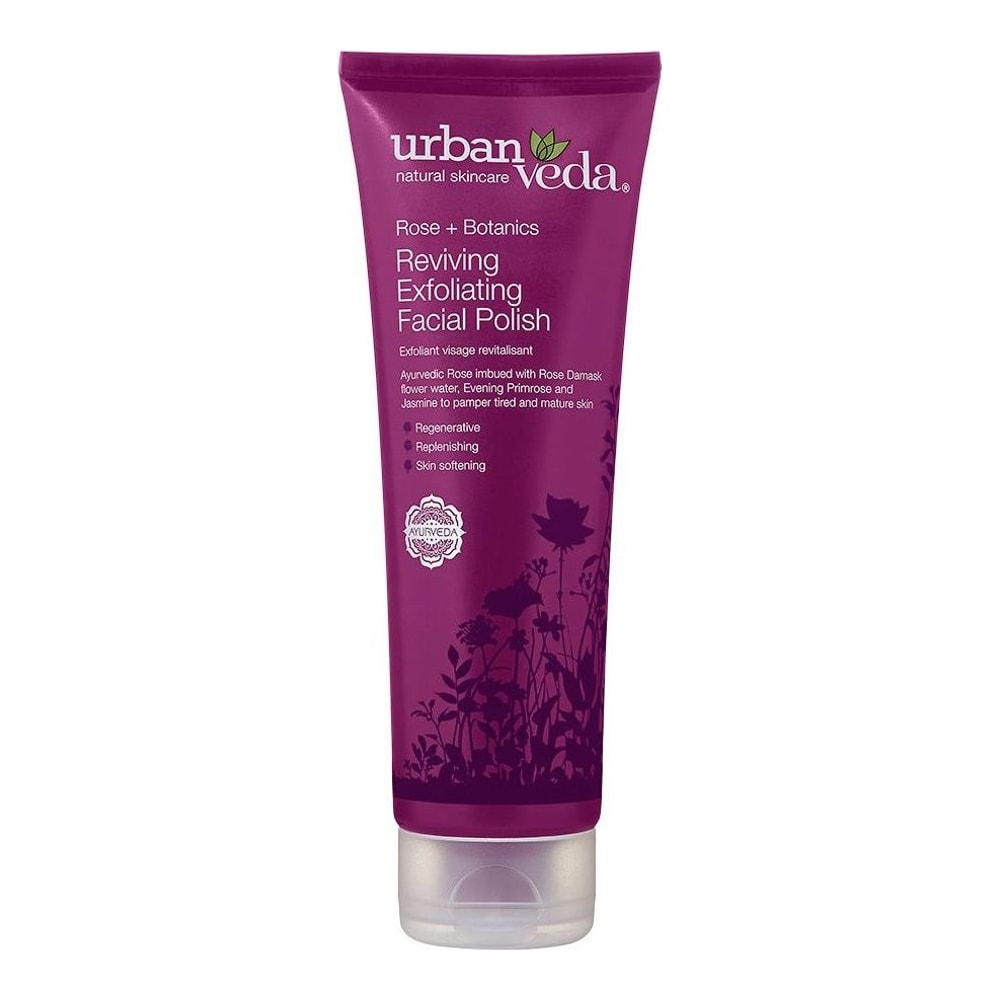 urban
natural skincare veda®
Rose + Botanics
Reviving
Exfoliating
Facial Polish
Exfoliant visage revitalisant
Ayurvedic Rose imbued with Rose Damask
flower water, Evening Primrose and
Jasmine to pamper tired and mature skin
Regenerative
Replenishing
Skin softening
AYURVEDA